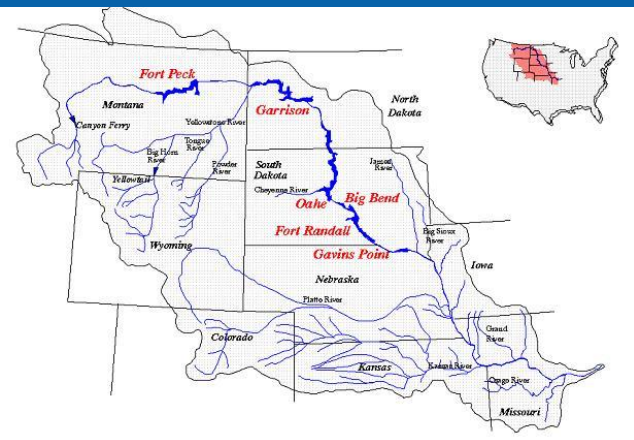 Fort Peck
Montana
Canyon Ferry
Yellowstone River
Big Horn
River
Tongue
River
Powder
River
Yellowtail
Wyoming
Garrison
North
Dakota
South
Dakota
Cheyenne River
James
River
Oahe
Big Bend
Fort Randall
Gavins Point
Big Sioux
River
Iowa
Nebraska
Platte River
Colorado
Kansas
Kansas River
Grand
River
Osage River
Missouri